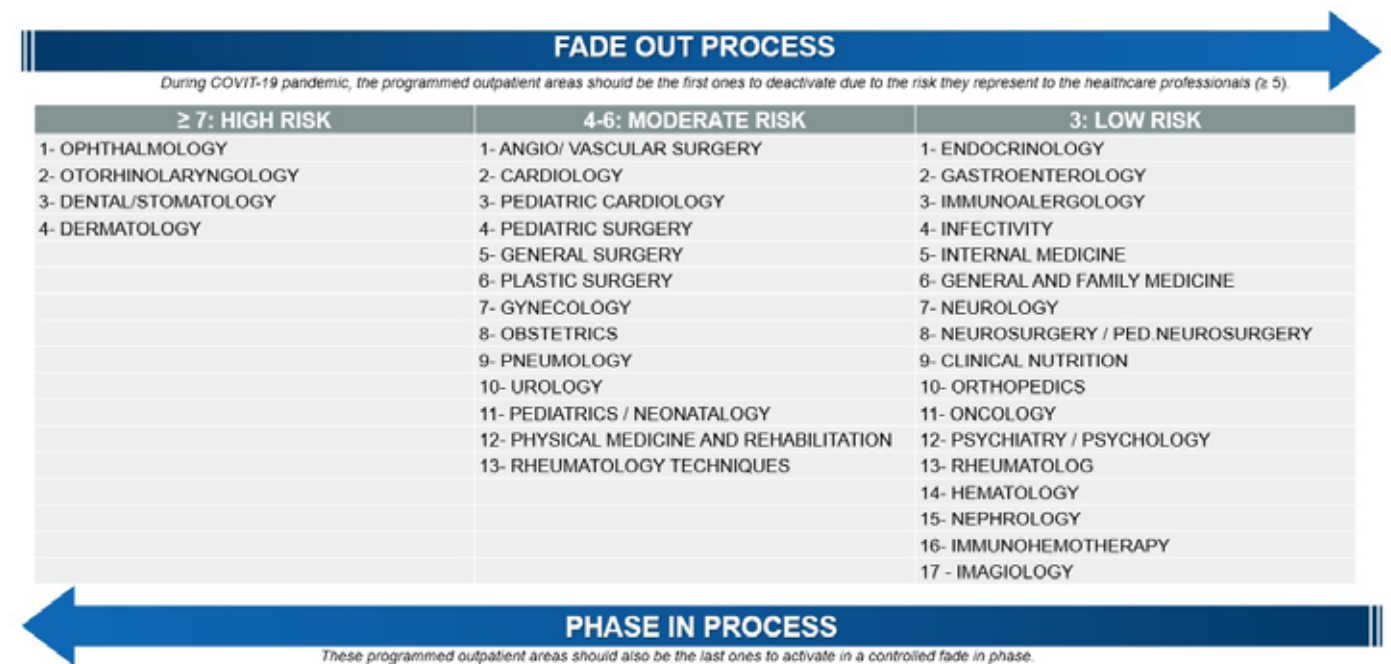 FADE OUT PROCESS
During COVIT-19 pandemic, the programmed outpatient areas should be the first ones to deactivate due to the risk they represent to the healthcare professionals (≥ 5).
≥ 7: HIGH RISK
1- OPHTHALMOLOGY
2- OTORHINOLARYNGOLOGY
3- DENTAL/STOMATOLOGY
4- DERMATOLOGY
4-6: MODERATE RISK
1- ANGIO/ VASCULAR SURGERY
2- CARDIOLOGY
3- PEDIATRIC CARDIOLOGY
4- PEDIATRIC SURGERY
5- GENERAL SURGERY
6- PLASTIC SURGERY
7- GYNECOLOGY
8- OBSTETRICS
9- PNEUMOLOGY
10- UROLOGY
11- PEDIATRICS / NEONATALOGY
12- PHYSICAL MEDICINE AND REHABILITATION
13- RHEUMATOLOGY TECHNIQUES
3: LOW RISK
1- ENDOCRINOLOGY
2- GASTROENTEROLOGY
3- IMMUNOALERGOLOGY
4- INFECTIVITY
5- INTERNAL MEDICINE
6- GENERAL AND FAMILY MEDICINE
7- NEUROLOGY
8- NEUROSURGERY / PED.NEUROSURGERY
9- CLINICAL NUTRITION
10- ORTHOPEDICS
11- ONCOLOGY
12- PSYCHIATRY / PSYCHOLOGY
13- RHEUMATOLOG
14- HEMATOLOGY
15- NEPHROLOGY
16- IMMUNOHEMOTHERAPY
17 - IMAGIOLOGY
PHASE IN PROCESS
These programmed outpatient areas should also be the last ones to activate in a controlled fade in phase.